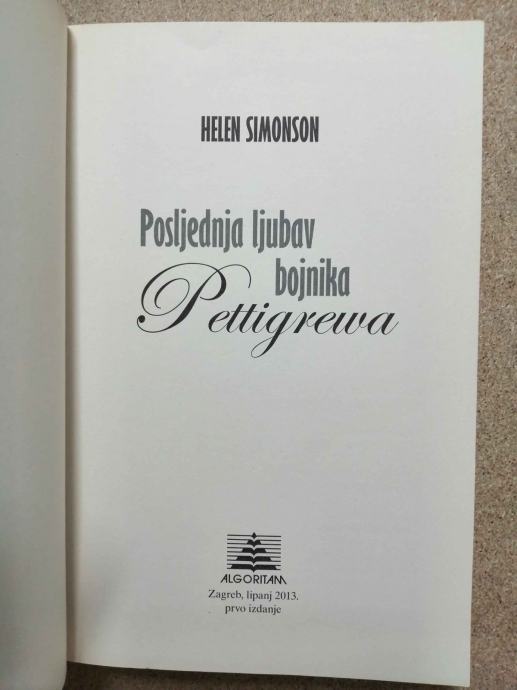 HELEN SIMONSON
Posljednja ljubav
bojnika
Pettigrewa
ALGORITAM
Zagreb, lipanj 2013.
prvo izdanje